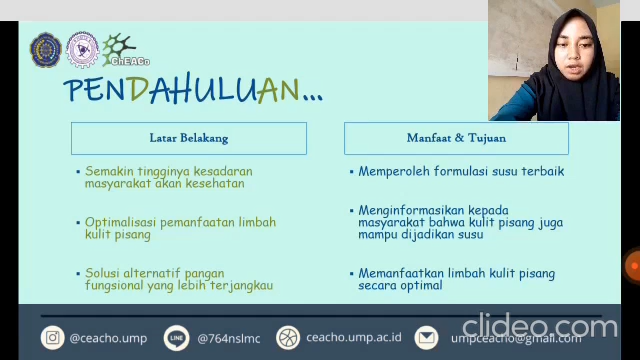 ChEACo
PENDAHULUAN...
Latar Belakang
Semakin tingginya kesadaran
masyarakat akan kesehatan
Optimalisasi pemanfaatan limbah
kulit pisang
Solusi alternatif pangan
fungsional yang lebih terjangkau
Manfaat & Tujuan
Memperoleh formulasi susu terbaik
Menginformasikan kepada
masyarakat bahwa kulit pisang juga
mampu dijadikan susu
Memanfaatkan limbah kulit pisang
secara optimal
@ceacho.ump
LINE
@764nslmc
ceacho.ump.ac.id
umpceacho@gmail.com
clideo.com